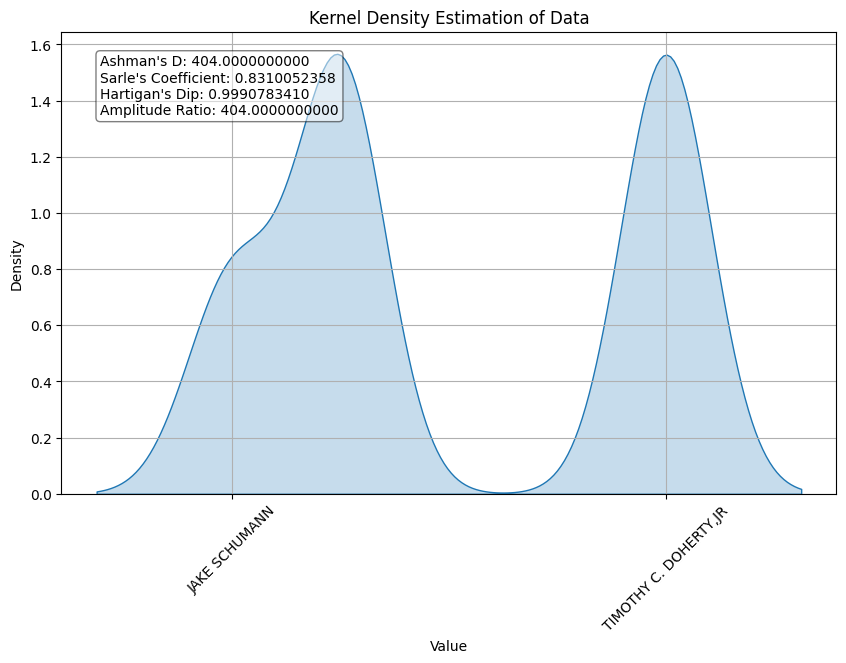 Kernel Density Estimation of Data
Ashman's D: 404.0000000000
Sarle's Coefficient: 0.8310052358
Hartigan's Dip: 0.9990783410
Amplitude Ratio: 404.0000000000
1.6
1.4
1.2
1.0
0.8
0.6
0.4
0.2
0.0
Density
JAKE SCHUMANN
TIMOTHY C. DOHERTY,JR
Value